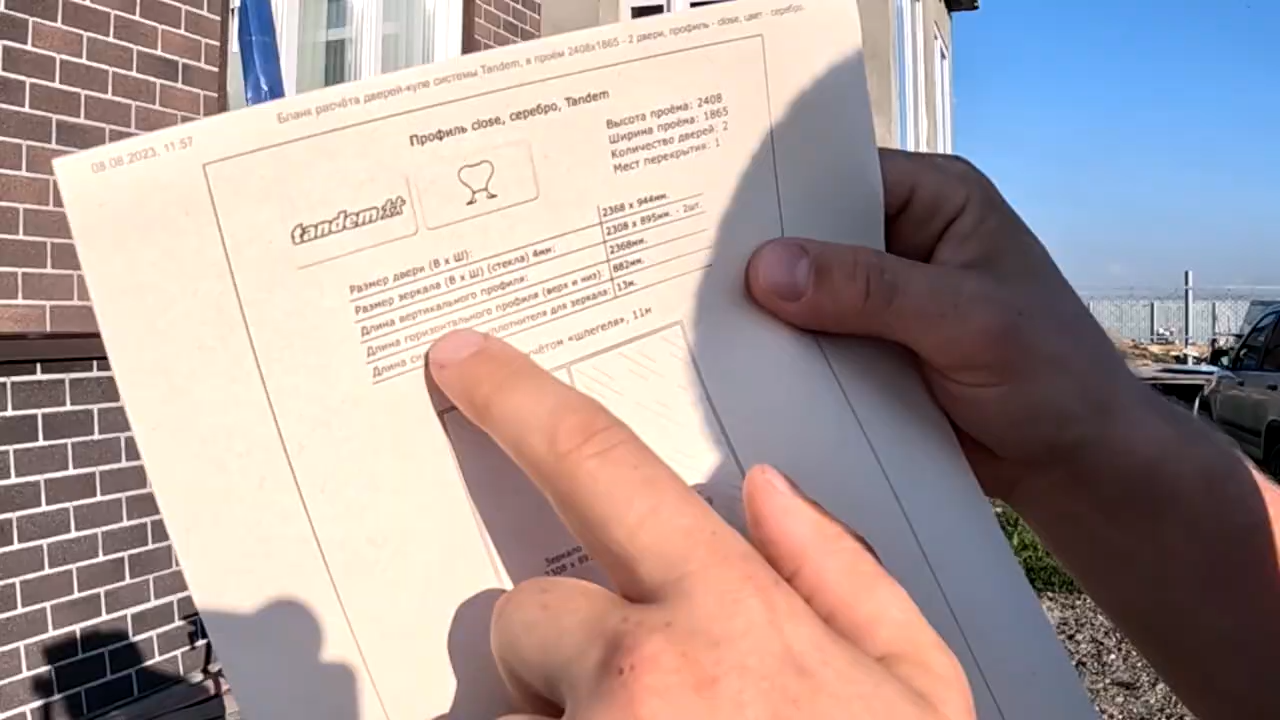 08.08.2023, 11:57
Бланк расчёта дверей-купе системы Tandem, в проём 2408x1865 - 2 двери, профиль - close, цвет - серебро.
Профиль close, серебро, Tandem
Высота проёма: 2408
Ширина проёма: 1865
Количество дверей: 2
Мест перекрытия: 1
tandem
Размер двери (В x Ш): 2368 x 944мм.
Размер зеркала (В x Ш) (стекла) 4мм: 2308 x 895мм. - 2шт.
Длина вертикального профиля: 2368мм.
Длина горизонтального профиля (верх и низ): 882мм.
Длина уплотнителя для зеркала: 13м.
«шлегеля», 11м
Зеркало
2308 x